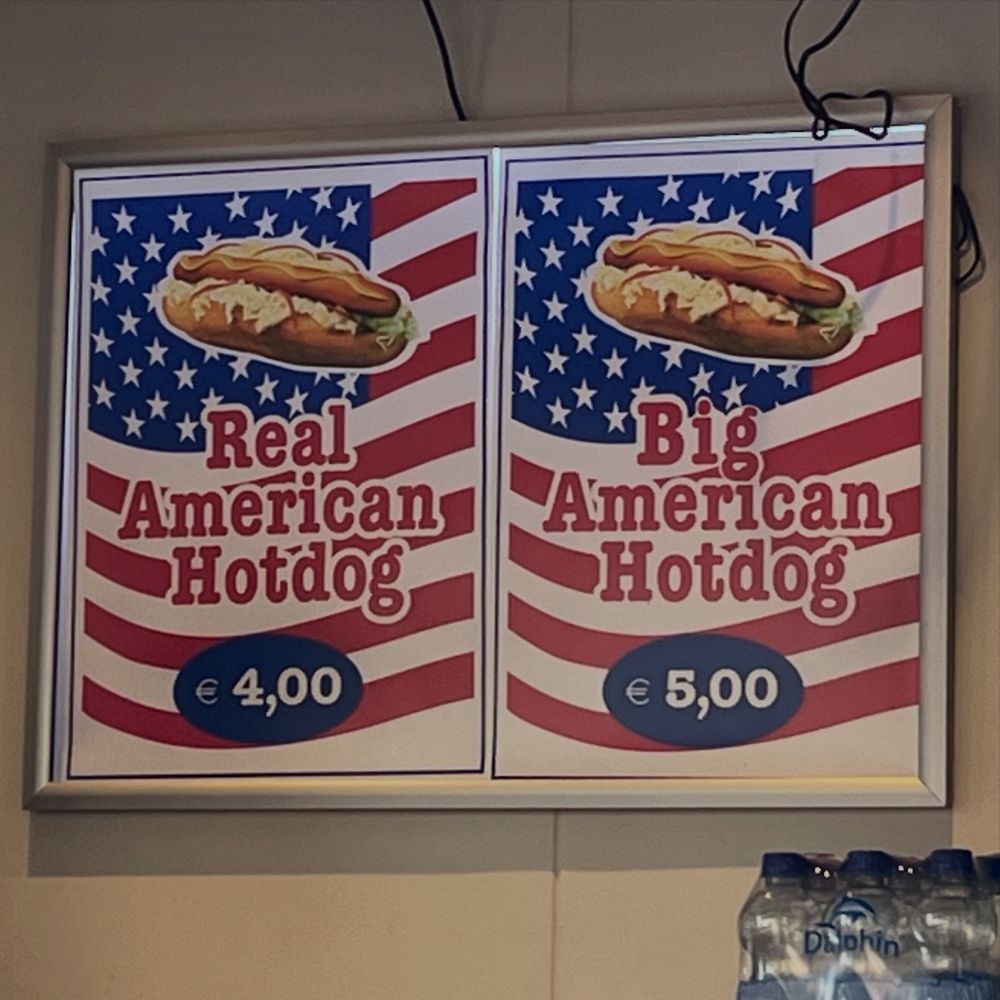 Real
American
Hotdog
€ 4,00
Big
American
Hotdog
€ 5,00
Dolphin